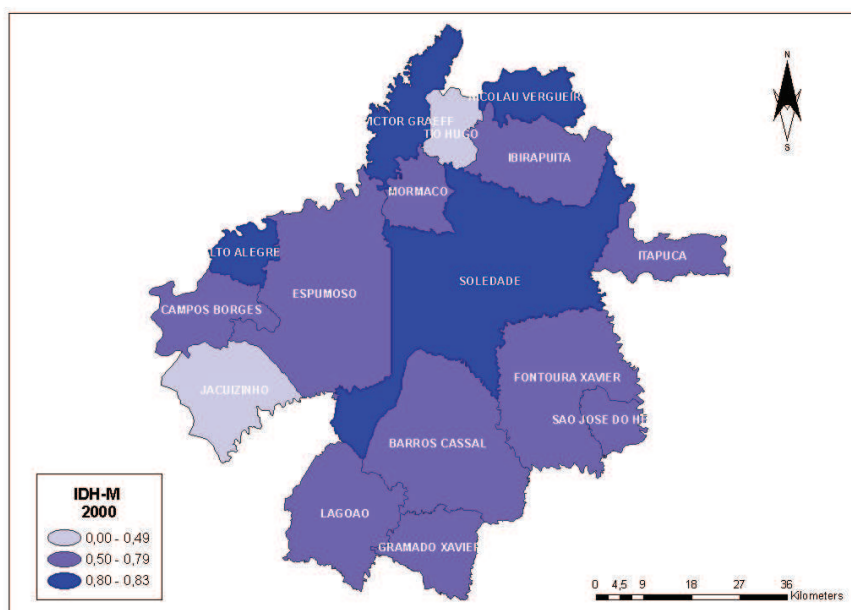 N
S
NICOLAU VERGUEIR
VICTOR GRAEFF
TIO HUGO
IBIRAPUITA
MORMACO
ALTO ALEGRE
ITAPUCA
SOLEDADE
ESPUMOSO
CAMPOS BORGES
JACUIZINHO
FONTOURA XAVIER
SAO JOSE DO HE
BARROS CASSAL
LAGOAO
GRAMADO XAVIER
IDH-M
2000
0,00 - 0,49
0,50 - 0,79
0,80 - 0,83
0 4,5 9 18 27 36
Kilometers